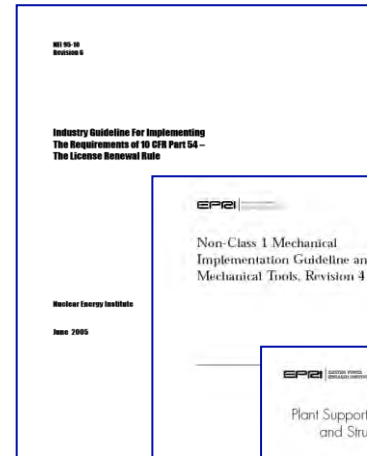 NEI 95-10
Revision 6
Industry Guideline For Implementing
The Requirements of 10 CFR Part 54 –
The License Renewal Rule
Nuclear Energy Institute
June 2005
EPRI
Non-Class 1 Mechanical
Implementation Guideline an
Mechanical Tools, Revision 4
EPRI
Plant Support
and Stru